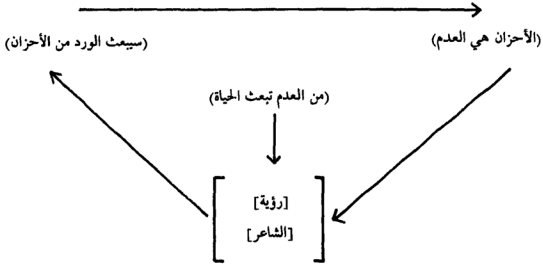 (الأحزان هي العدم)
(سيبعث الورد من الأحزان)
(من العدم تبعث الحياة)
[رؤية]
[الشاعر]